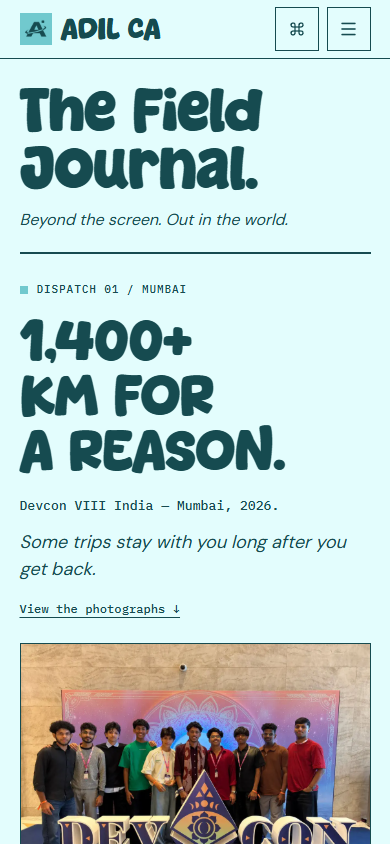 ADIL CA
⌘
The Field
Journal.
Beyond the screen. Out in the world.
DISPATCH 01 / MUMBAI
1,400+
KM FOR
A REASON.
Devcon VIII India — Mumbai, 2026.
Some trips stay with you long after you
get back.
View the photographs ↓
DEVCON